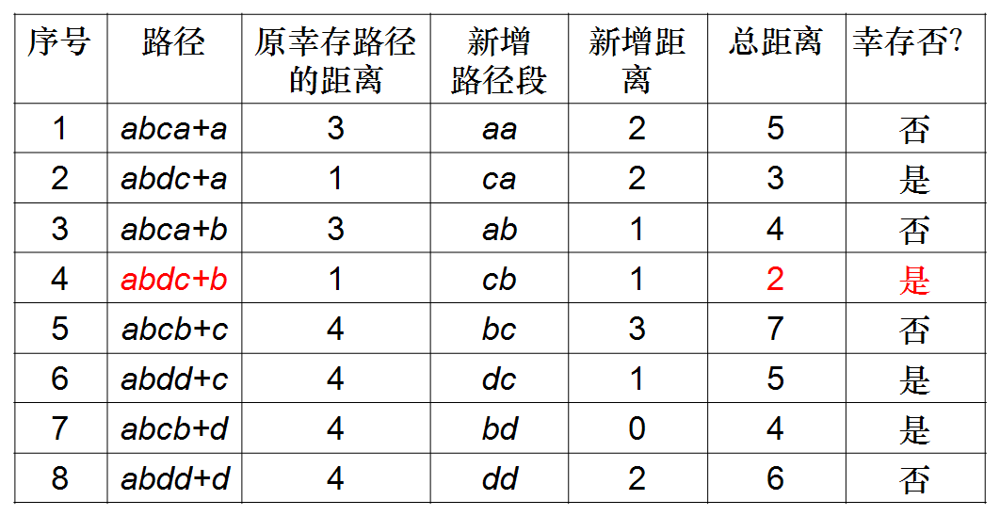 序号 路径 原幸存路径的距离 新增路径段 新增距离 总距离 幸存否？
1 abca+a 3 aa 2 5 否
2 abdc+a 1 ca 2 3 是
3 abca+b 3 ab 1 4 否
4 abdc+b 1 cb 1 2 是
5 abcb+c 4 bc 3 7 否
6 abdd+c 4 dc 1 5 是
7 abcb+d 4 bd 0 4 是
8 abdd+d 4 dd 2 6 否